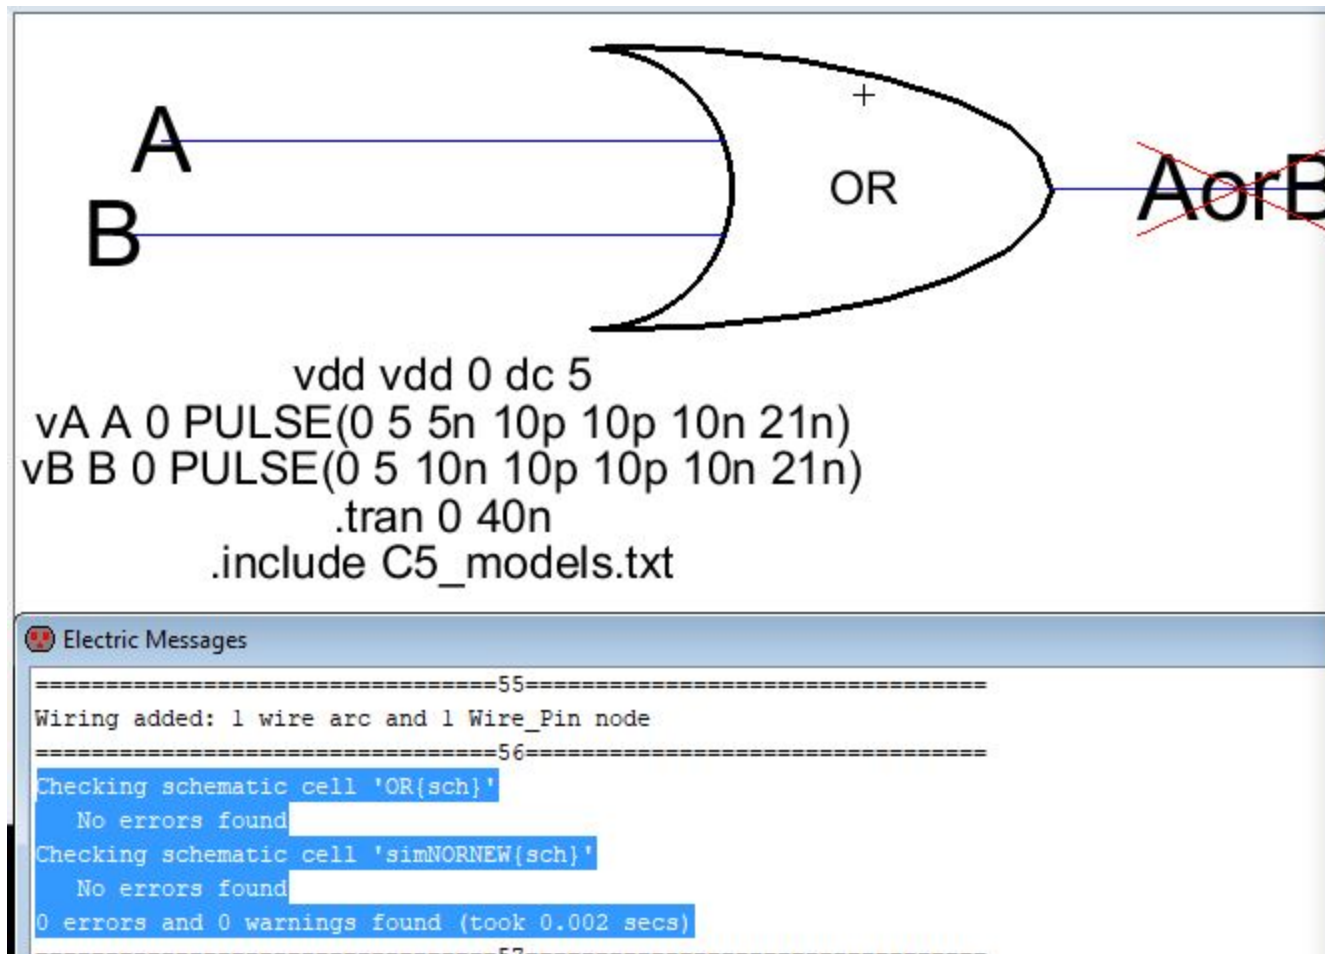 A
B
OR
AorB
vdd vdd 0 dc 5
vA A 0 PULSE(0 5 5n 10p 10p 10n 21n)
vB B 0 PULSE(0 5 10n 10p 10p 10n 21n)
.tran 0 40n
.include C5_models.txt
Electric Messages
=================================55=================================
Wiring added: 1 wire arc and 1 Wire_Pin node
=================================56=================================
Checking schematic cell 'OR{sch}'
No errors found
Checking schematic cell 'simNORNEW{sch}'
No errors found
0 errors and 0 warnings found (took 0.002 secs)